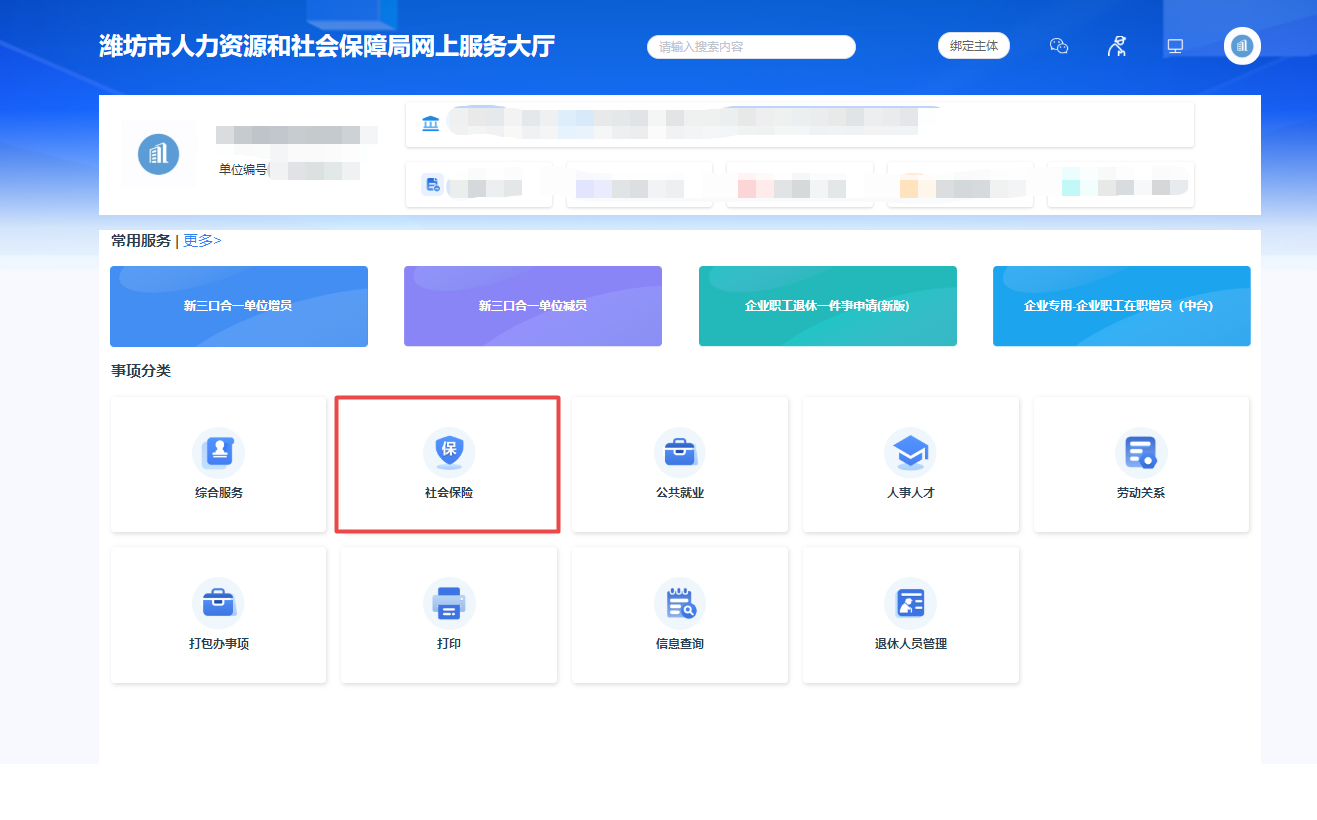 潍坊市人力资源和社会保障局网上服务大厅
请输入搜索内容
绑定主体
单位编号
常用服务 | 更多>
新三口合一单位增员
新三口合一单位减员
企业职工退休一件事申请(新版)
企业专用-企业职工在职增员（中台）
事项分类
综合服务
保
社会保险
公共就业
人事人才
劳动关系
打包办事项
打印
信息查询
退休人员管理